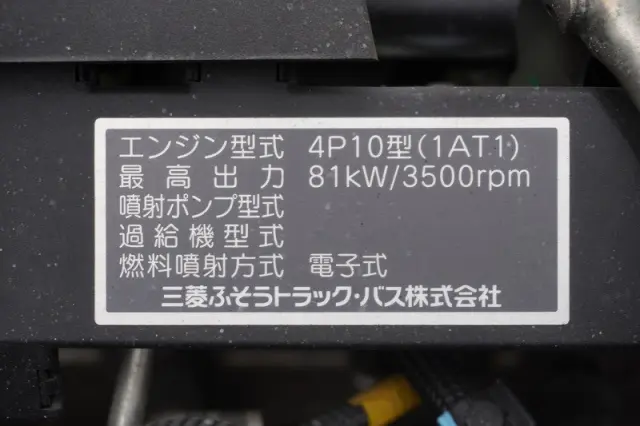 エンジン型式 4P10型(1AT1)
最高出力 81kW/3500rpm
噴射ポンプ型式
過給機型式
燃料噴射方式 電子式
三菱ふそうトラック・バス株式会社